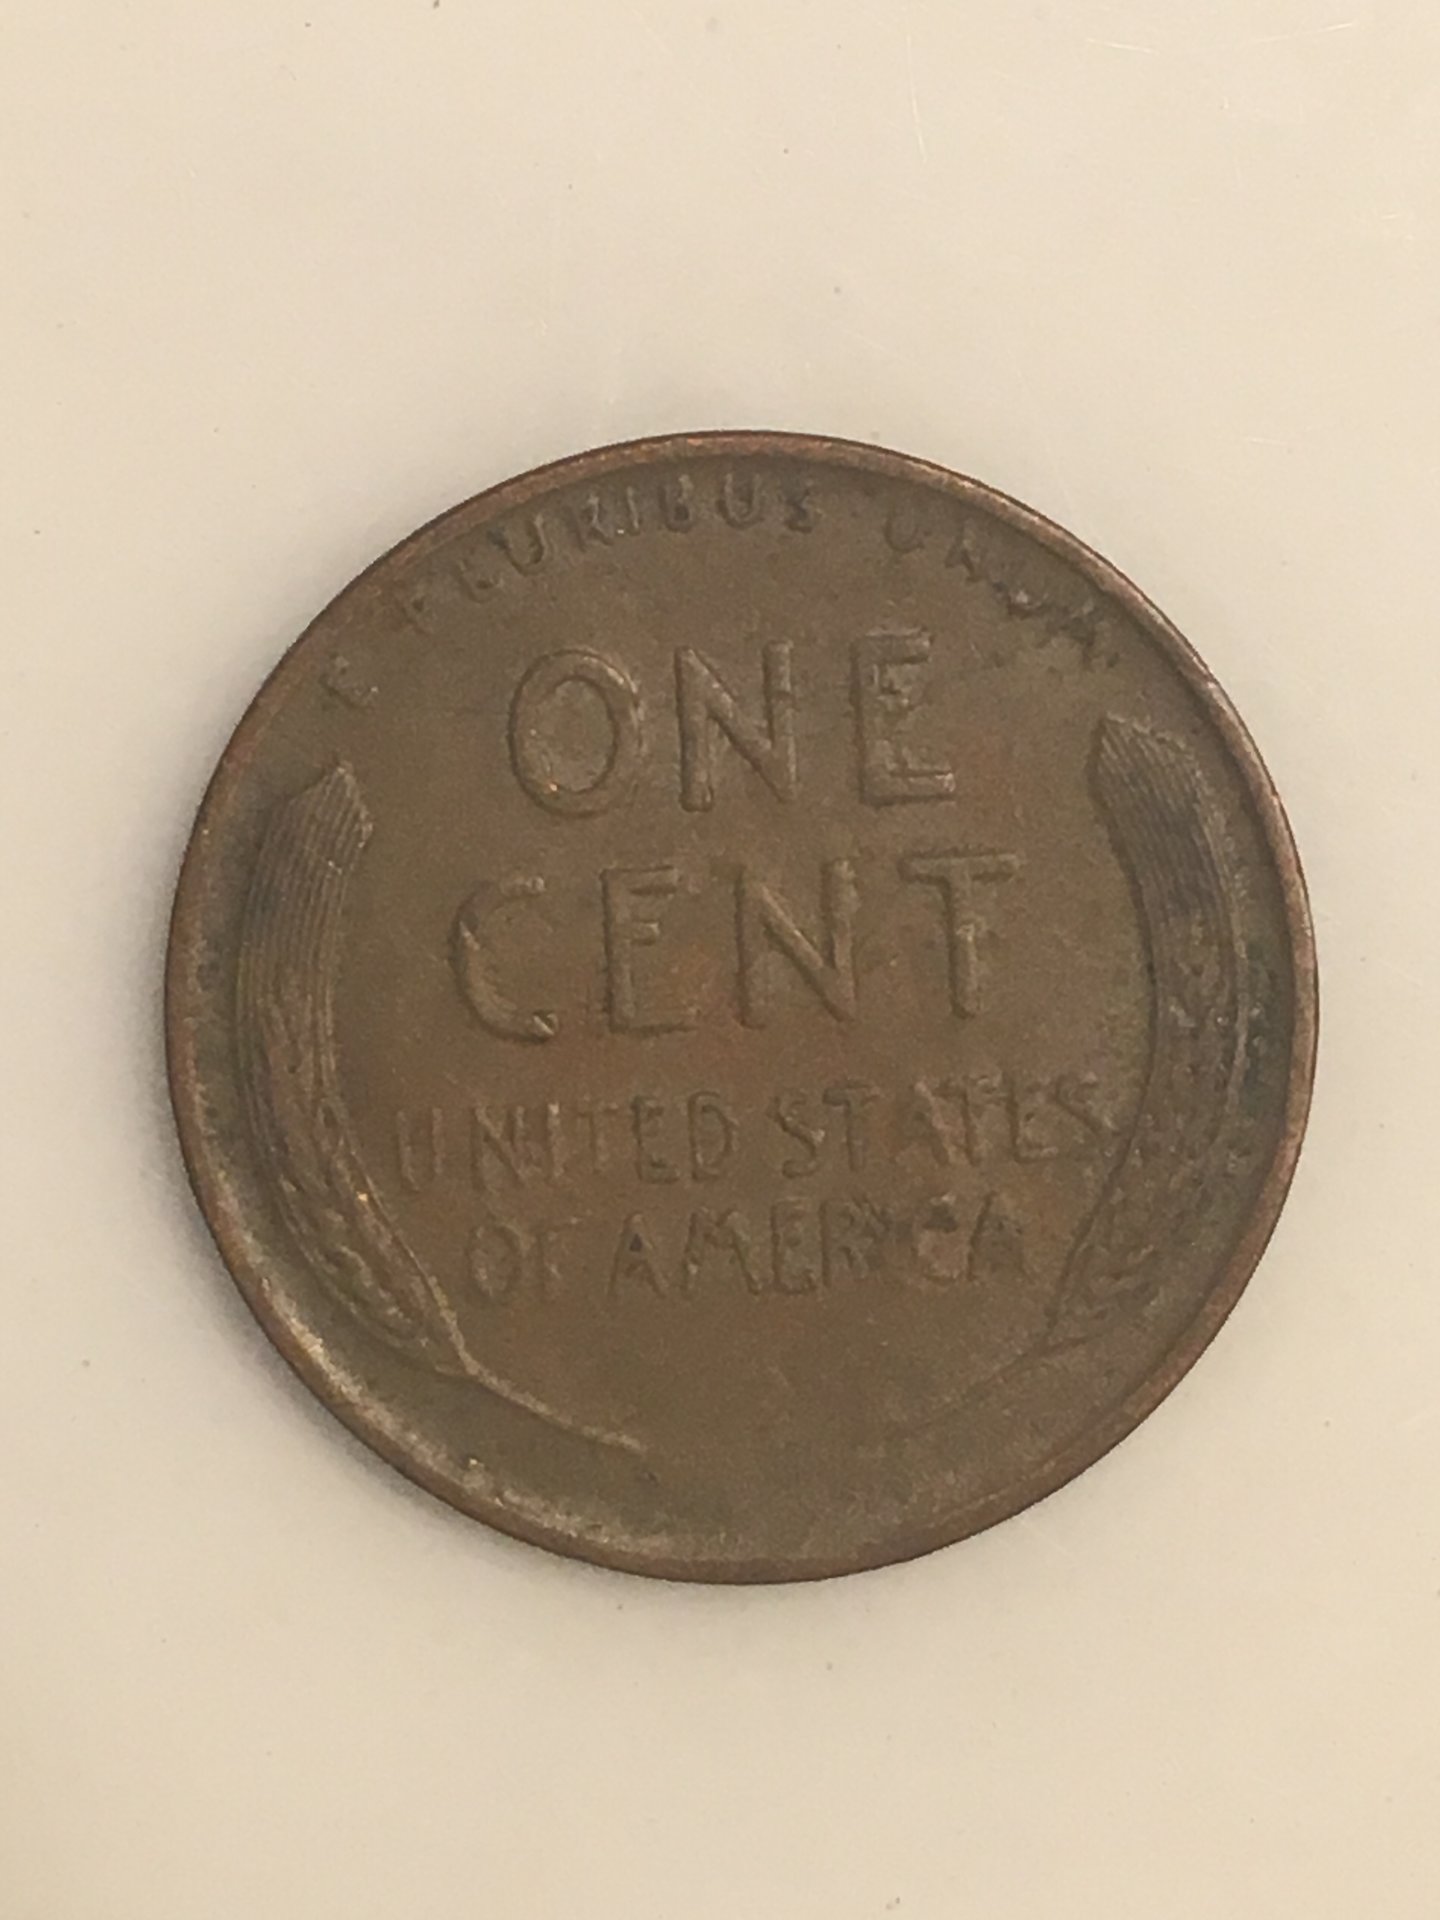 E PLURIBUS UNUM
ONE
CENT
UNITED STATES
OF AMERICA